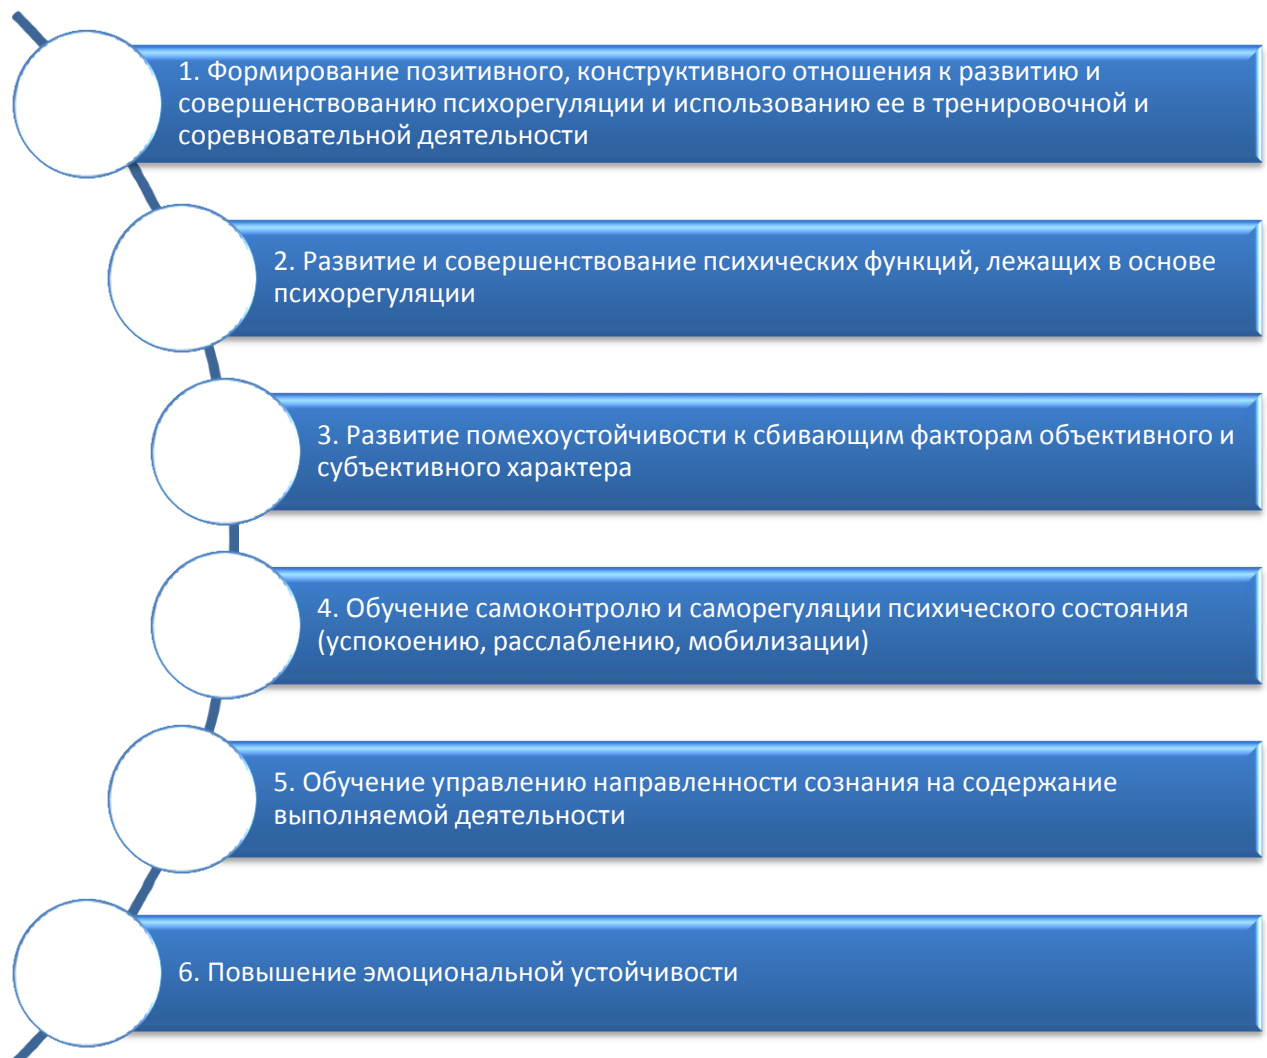 1. Формирование позитивного, конструктивного отношения к развитию и
совершенствованию психорегуляции и использованию ее в тренировочной и
соревновательной деятельности
2. Развитие и совершенствование психических функций, лежащих в основе
психорегуляции
3. Развитие помехоустойчивости к сбивающим факторам объективного и
субъективного характера
4. Обучение самоконтролю и саморегуляции психического состояния
(успокоению, расслаблению, мобилизации)
5. Обучение управлению направленности сознания на содержание
выполняемой деятельности
6. Повышение эмоциональной устойчивости